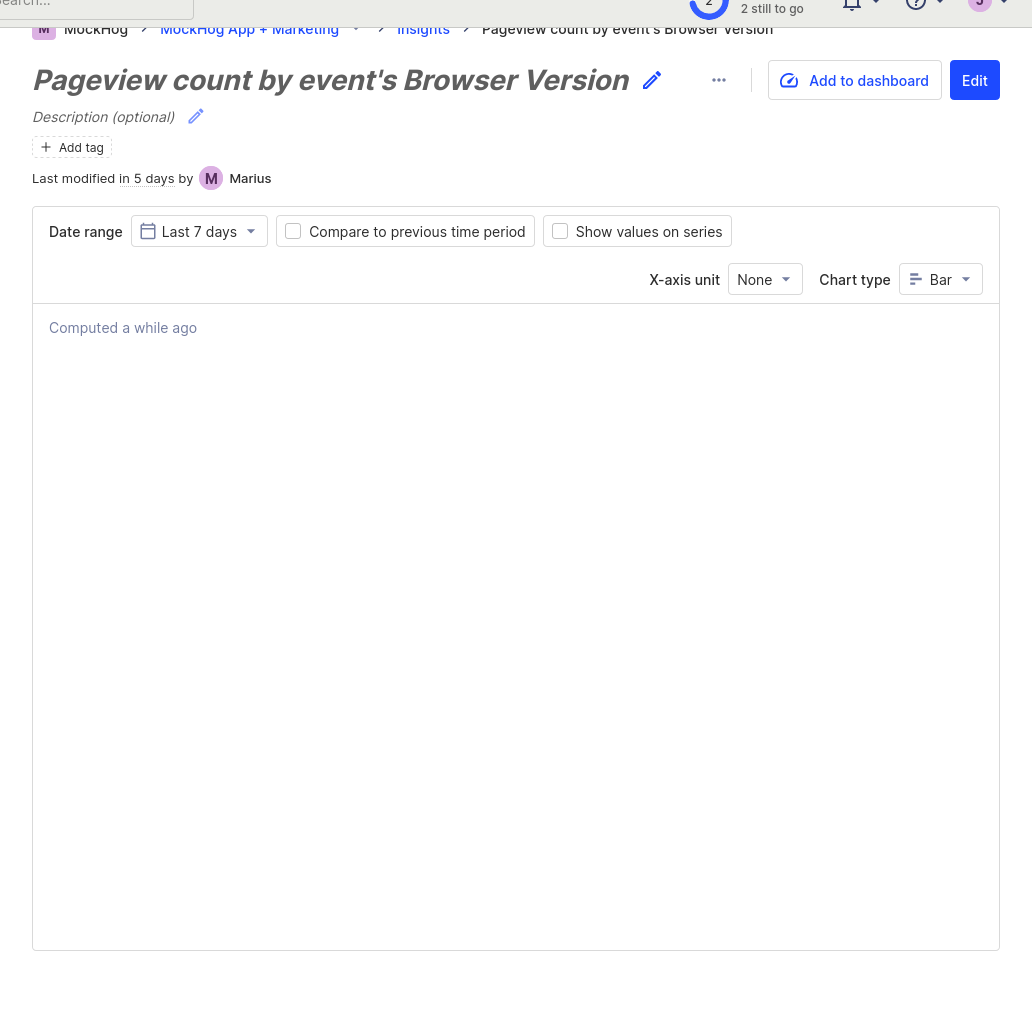 Search...
2
2 still to go
?
J
M MockHog MockHog App + Marketing Insights Pageview count by event's Browser Version
Pageview count by event's Browser Version
Add to dashboard
Edit
Description (optional)
+ Add tag
Last modified in 5 days by M Marius
Date range Last 7 days Compare to previous time period Show values on series
X-axis unit None Chart type Bar
Computed a while ago